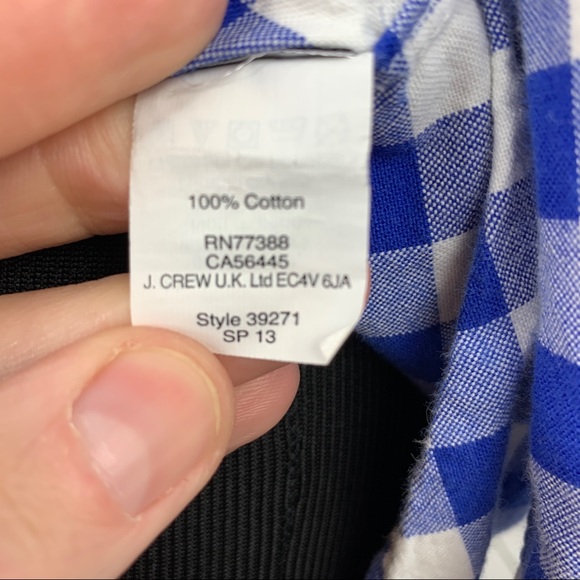 100% Cotton
RN77388
CA56445
J. CREW U.K. Ltd EC4V 6JA
Style 39271
SP 13